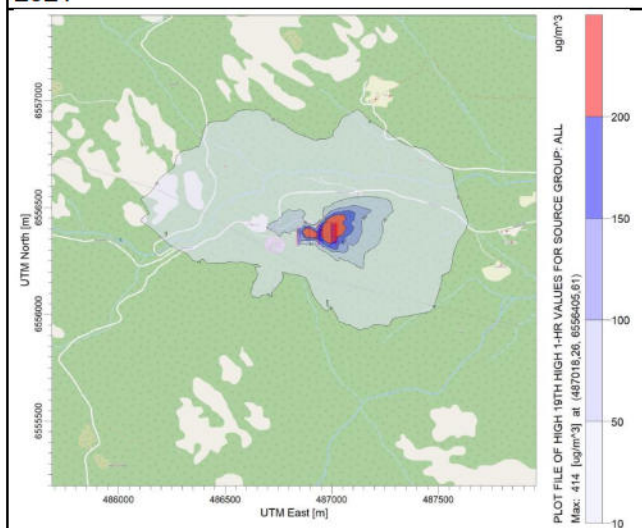 6557000
6556500
6556000
6555500
UTM North [m]
486000 486500 487000 487500
UTM East [m]
PLOT FILE OF HIGH 19TH HIGH 1-HR VALUES FOR SOURCE GROUP: ALL
Max: 414 [ug/m^3] at (487018,26, 6556405,61)
ug/m^3
200
150
100
50
10